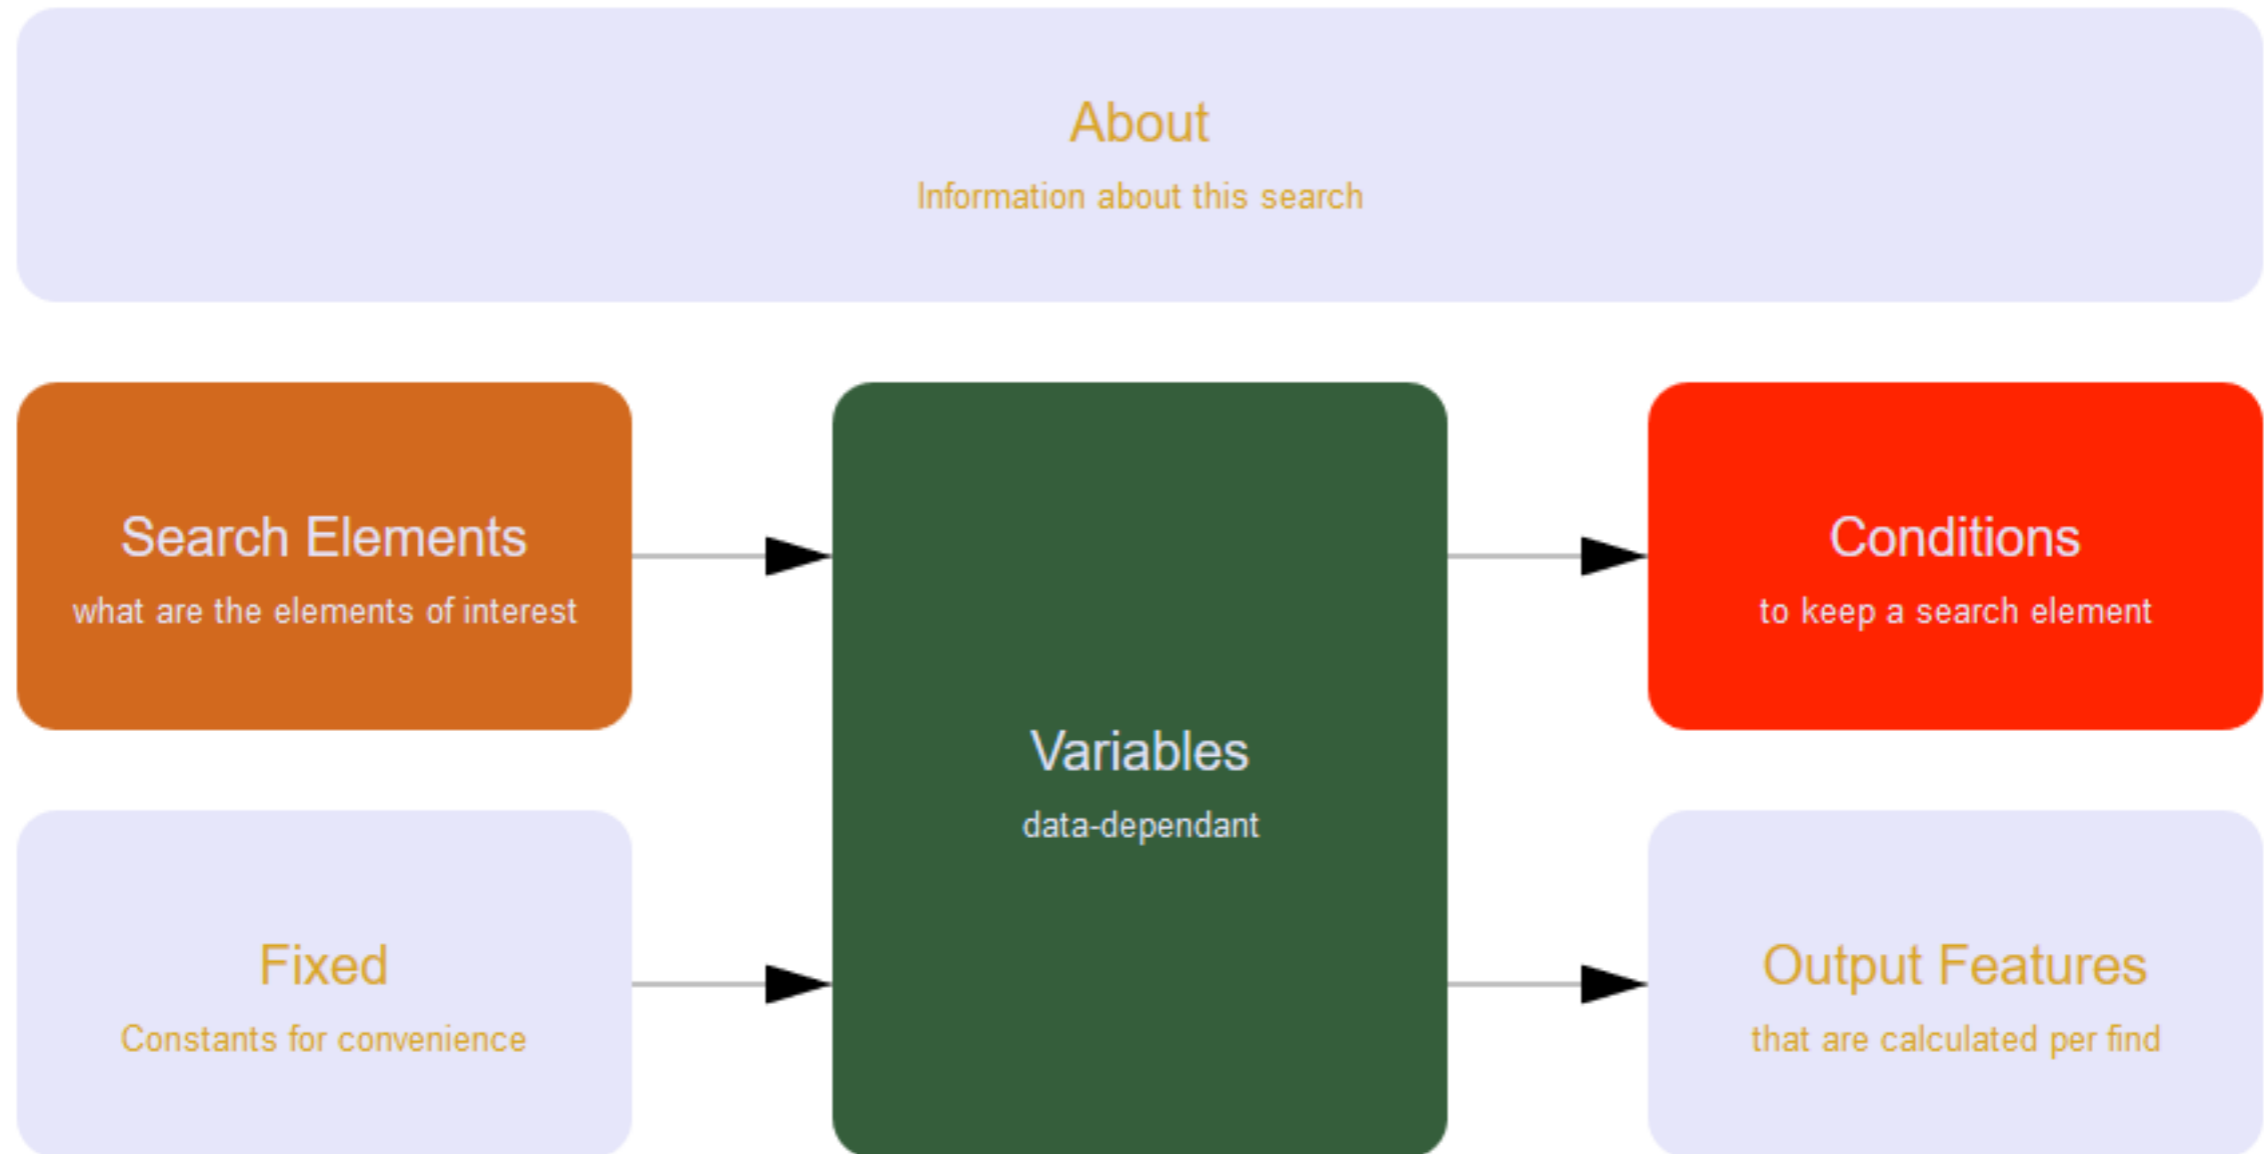 About
Information about this search
Search Elements
what are the elements of interest
Variables
data-dependant
Conditions
to keep a search element
Fixed
Constants for convenience
Output Features
that are calculated per find